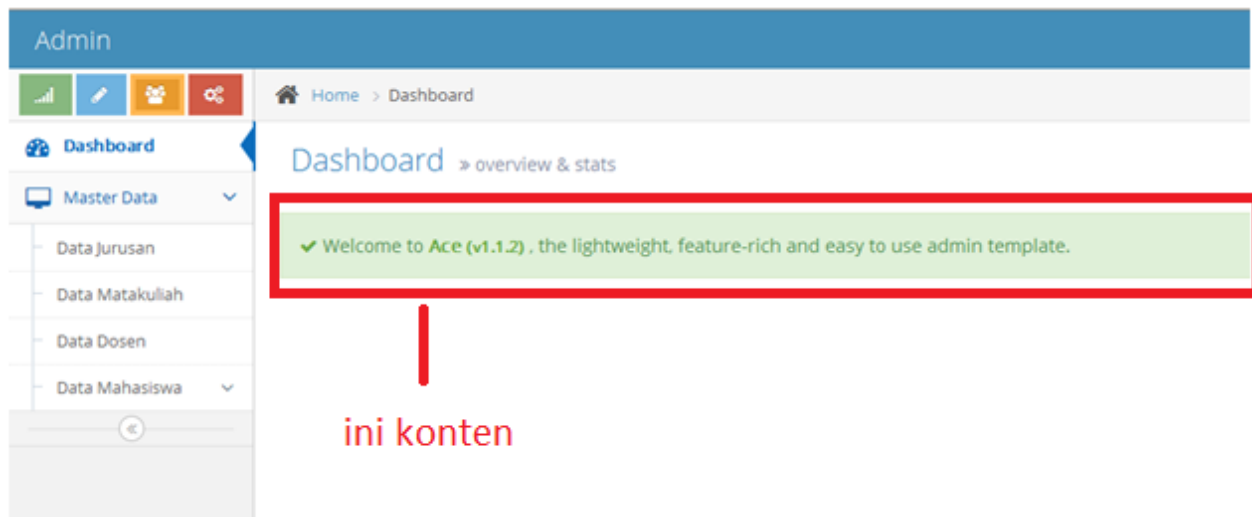 Admin
Home > Dashboard
Dashboard
Dashboard » overview & stats
Master Data
Welcome to Ace (v1.1.2) , the lightweight, feature-rich and easy to use admin template.
Data Jurusan
Data Matakuliah
Data Dosen
Data Mahasiswa
ini konten